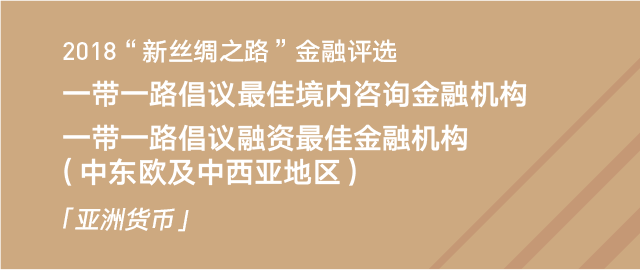 2018“新丝绸之路”金融评选
一带一路倡议最佳境内咨询金融机构
一带一路倡议融资最佳金融机构
(中东欧及中西亚地区)
「亚洲货币」